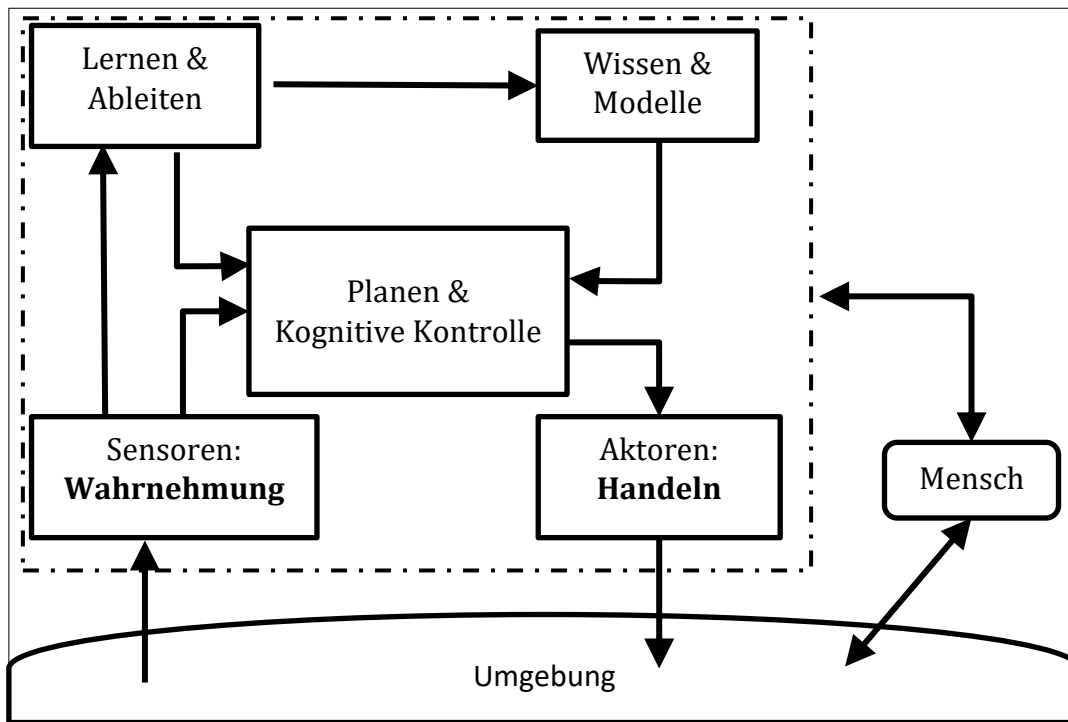 Lernen &
Ableiten
Wissen &
Modelle
Planen &
Kognitive Kontrolle
Sensoren:
Wahrnehmung
Aktoren:
Handeln
Mensch
Umgebung